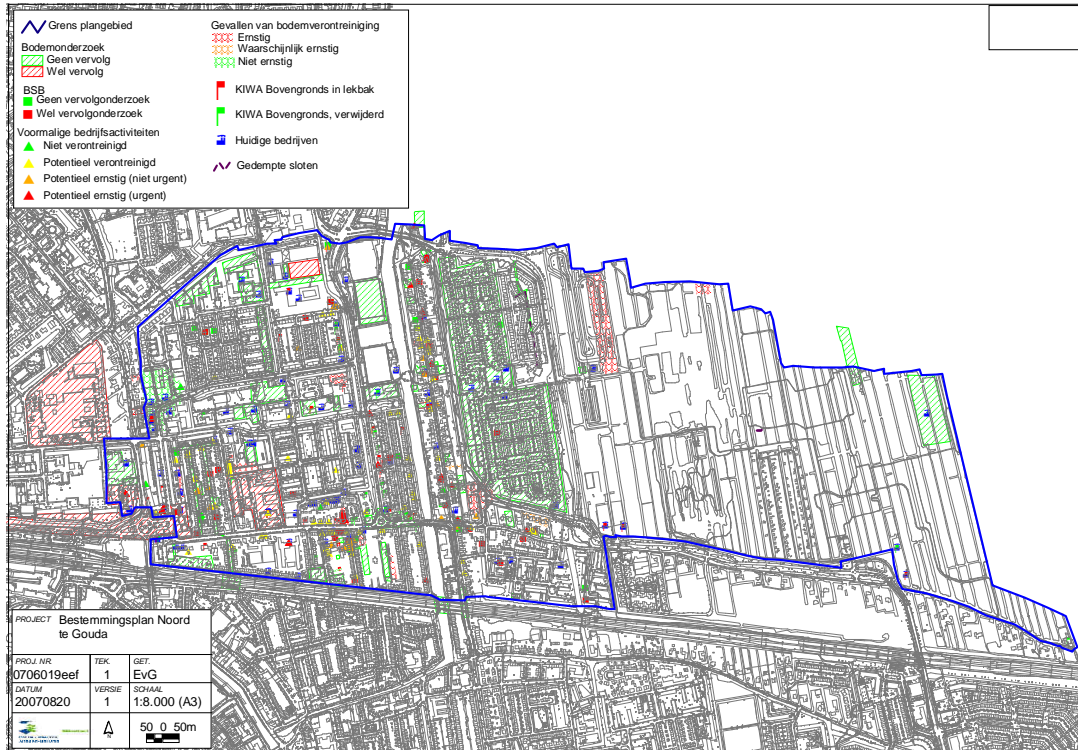 Grens plangebied
Bodemonderzoek
Geen vervolg
Wel vervolg
BSB
Geen vervolgonderzoek
Wel vervolgonderzoek
Voormalige bedrijfsactiviteiten
Niet verontreinigd
Potentieel verontreinigd
Potentieel ernstig (niet urgent)
Potentieel ernstig (urgent)
Gevallen van bodemverontreiniging
Ernstig
Waarschijnlijk ernstig
Niet ernstig
KIWA Bovengronds in lekbak
KIWA Bovengronds, verwijderd
Huidige bedrijven
Gedempte sloten
PROJECT Bestemmingsplan Noord
te Gouda
PROJ. NR. TEK. GET.
0706019eef 1 EvG
DATUM VERSIE SCHAAL
20070820 1 1:8.000 (A3)
N
50 0 50m